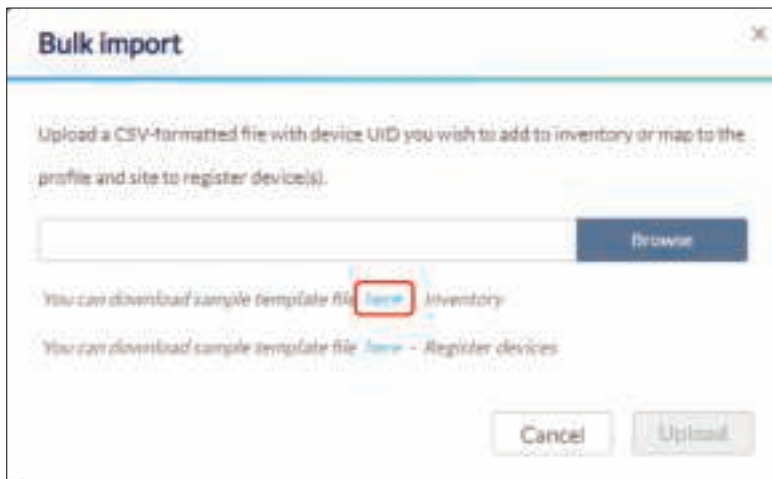 Bulk import
Upload a CSV-formatted file with device UID you wish to add to inventory or map to the
profile and site to register device(s).
Browse
You can download sample template file here - Inventory
You can download sample template file here - Register devices
Cancel
Upload